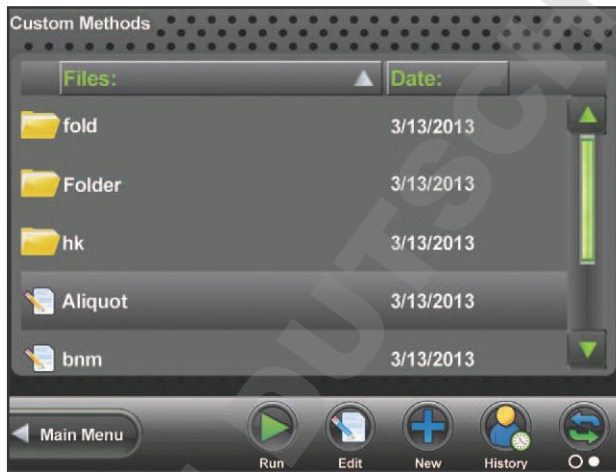 Custom Methods
Files: Date:
fold 3/13/2013
Folder 3/13/2013
hk 3/13/2013
Aliquot 3/13/2013
bnm 3/13/2013
Main Menu
Run Edit New History